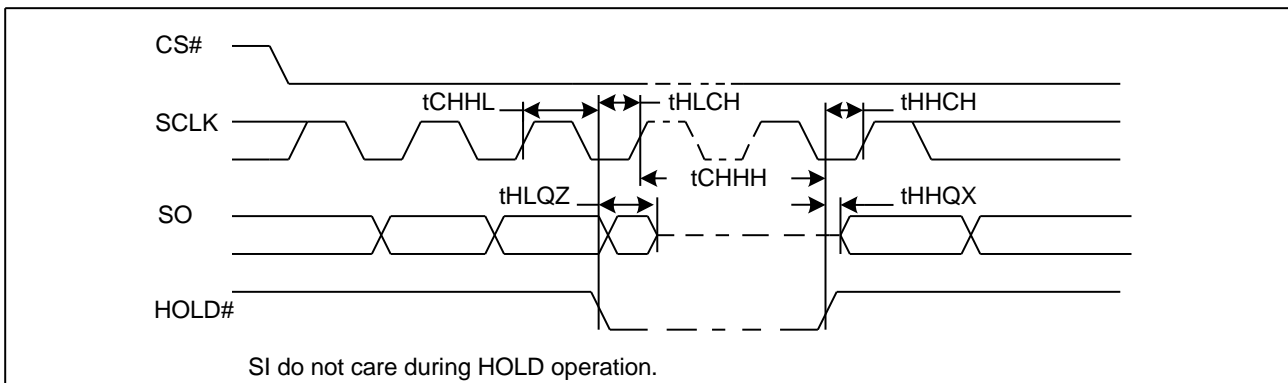 CS#
tCHHL
tHLCH
tHHCH
SCLK
tCHHH
tHLQZ
tHHQX
SO
HOLD#
SI do not care during HOLD operation.